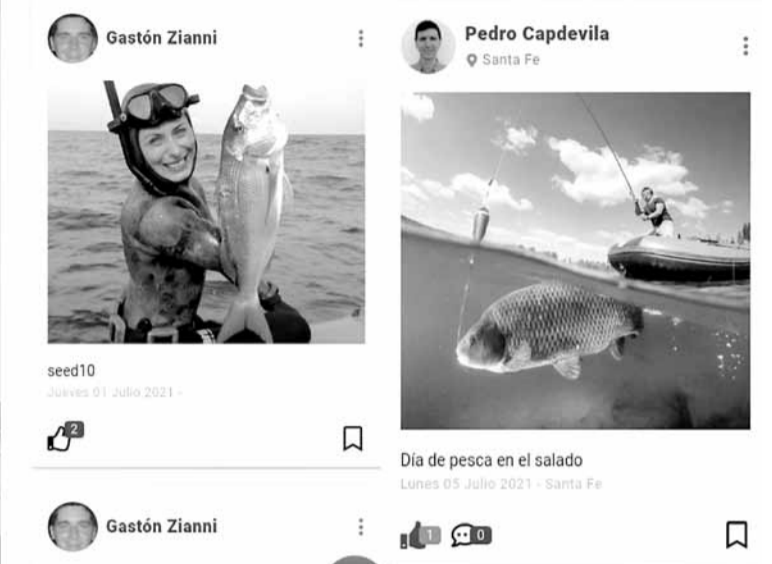 Gastón Zianni
seed10
Jueves 01 Julio 2021 -
2
Gastón Zianni
Pedro Capdevila
Santa Fe
Día de pesca en el salado
Lunes 05 Julio 2021 - Santa Fe
1
0